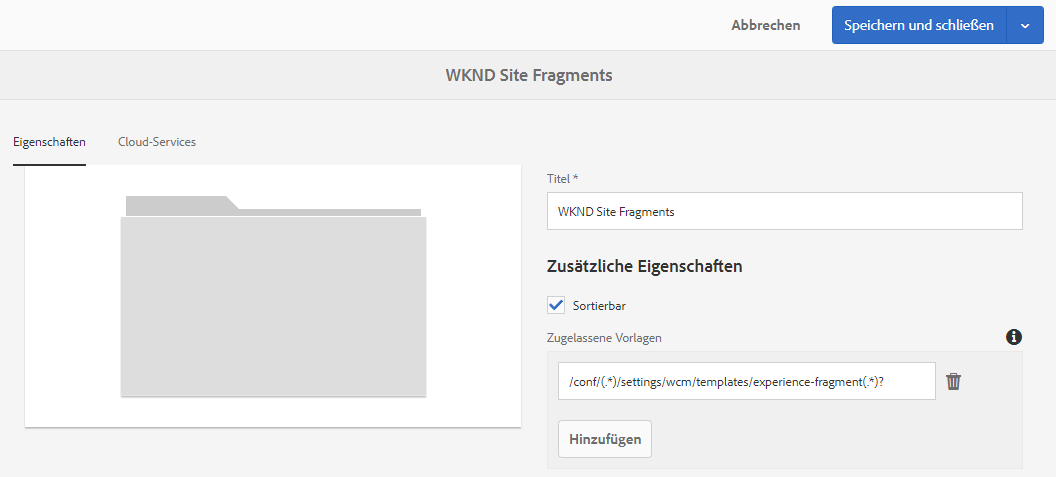 Abbrechen
Speichern und schließen
WKND Site Fragments
Eigenschaften
Cloud-Services
Titel *
WKND Site Fragments
Zusätzliche Eigenschaften
Sortierbar
Zugelassene Vorlagen
/conf/(.*)/settings/wcm/templates/experience-fragment(.*)?
Hinzufügen